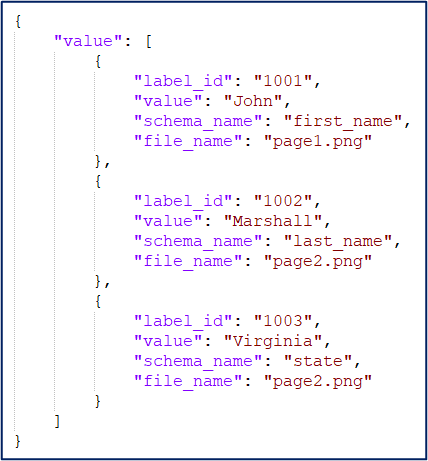 {
    "value": [
        {
            "label_id": "1001",
            "value": "John",
            "schema_name": "first_name",
            "file_name": "page1.png"
        },
        {
            "label_id": "1002",
            "value": "Marshall",
            "schema_name": "last_name",
            "file_name": "page2.png"
        },
        {
            "label_id": "1003",
            "value": "Virginia",
            "schema_name": "state",
            "file_name": "page2.png"
        }
    ]
}